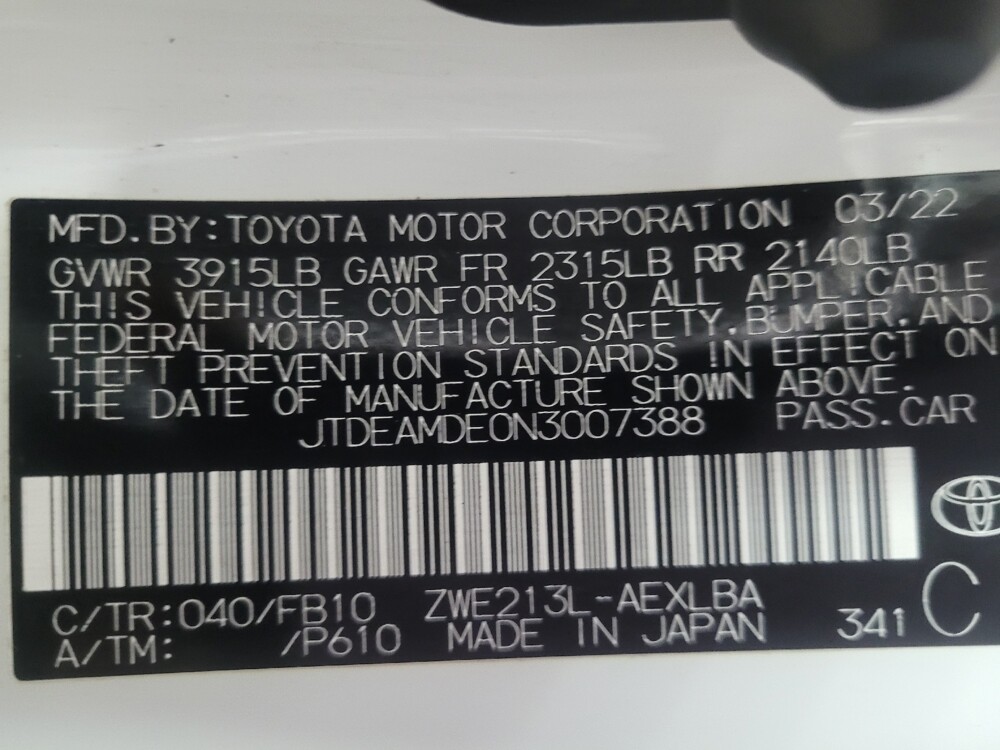 MFD.BY:TOYOTA MOTOR CORPORATION 03/22
GVWR 3915LB GAWR FR 2315LB RR 2140LB
THIS VEHICLE CONFORMS TO ALL APPLICABLE
FEDERAL MOTOR VEHICLE SAFETY,BUMPER,AND
THEFT PREVENTION STANDARDS IN EFFECT ON
THE DATE OF MANUFACTURE SHOWN ABOVE.
JTDEAMDE0N3007388 PASS.CAR
C/TR:040/FB10 ZWE213L-AEXLBA
A/TM: /P610 MADE IN JAPAN 341 C